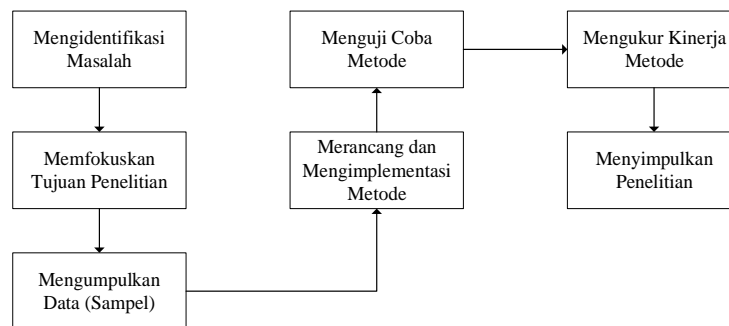 Mengidentifikasi
Masalah
Memfokuskan
Tujuan Penelitian
Mengumpulkan
Data (Sampel)
Merancang dan
Mengimplementasi
Metode
Menguji Coba
Metode
Mengukur Kinerja
Metode
Menyimpulkan
Penelitian